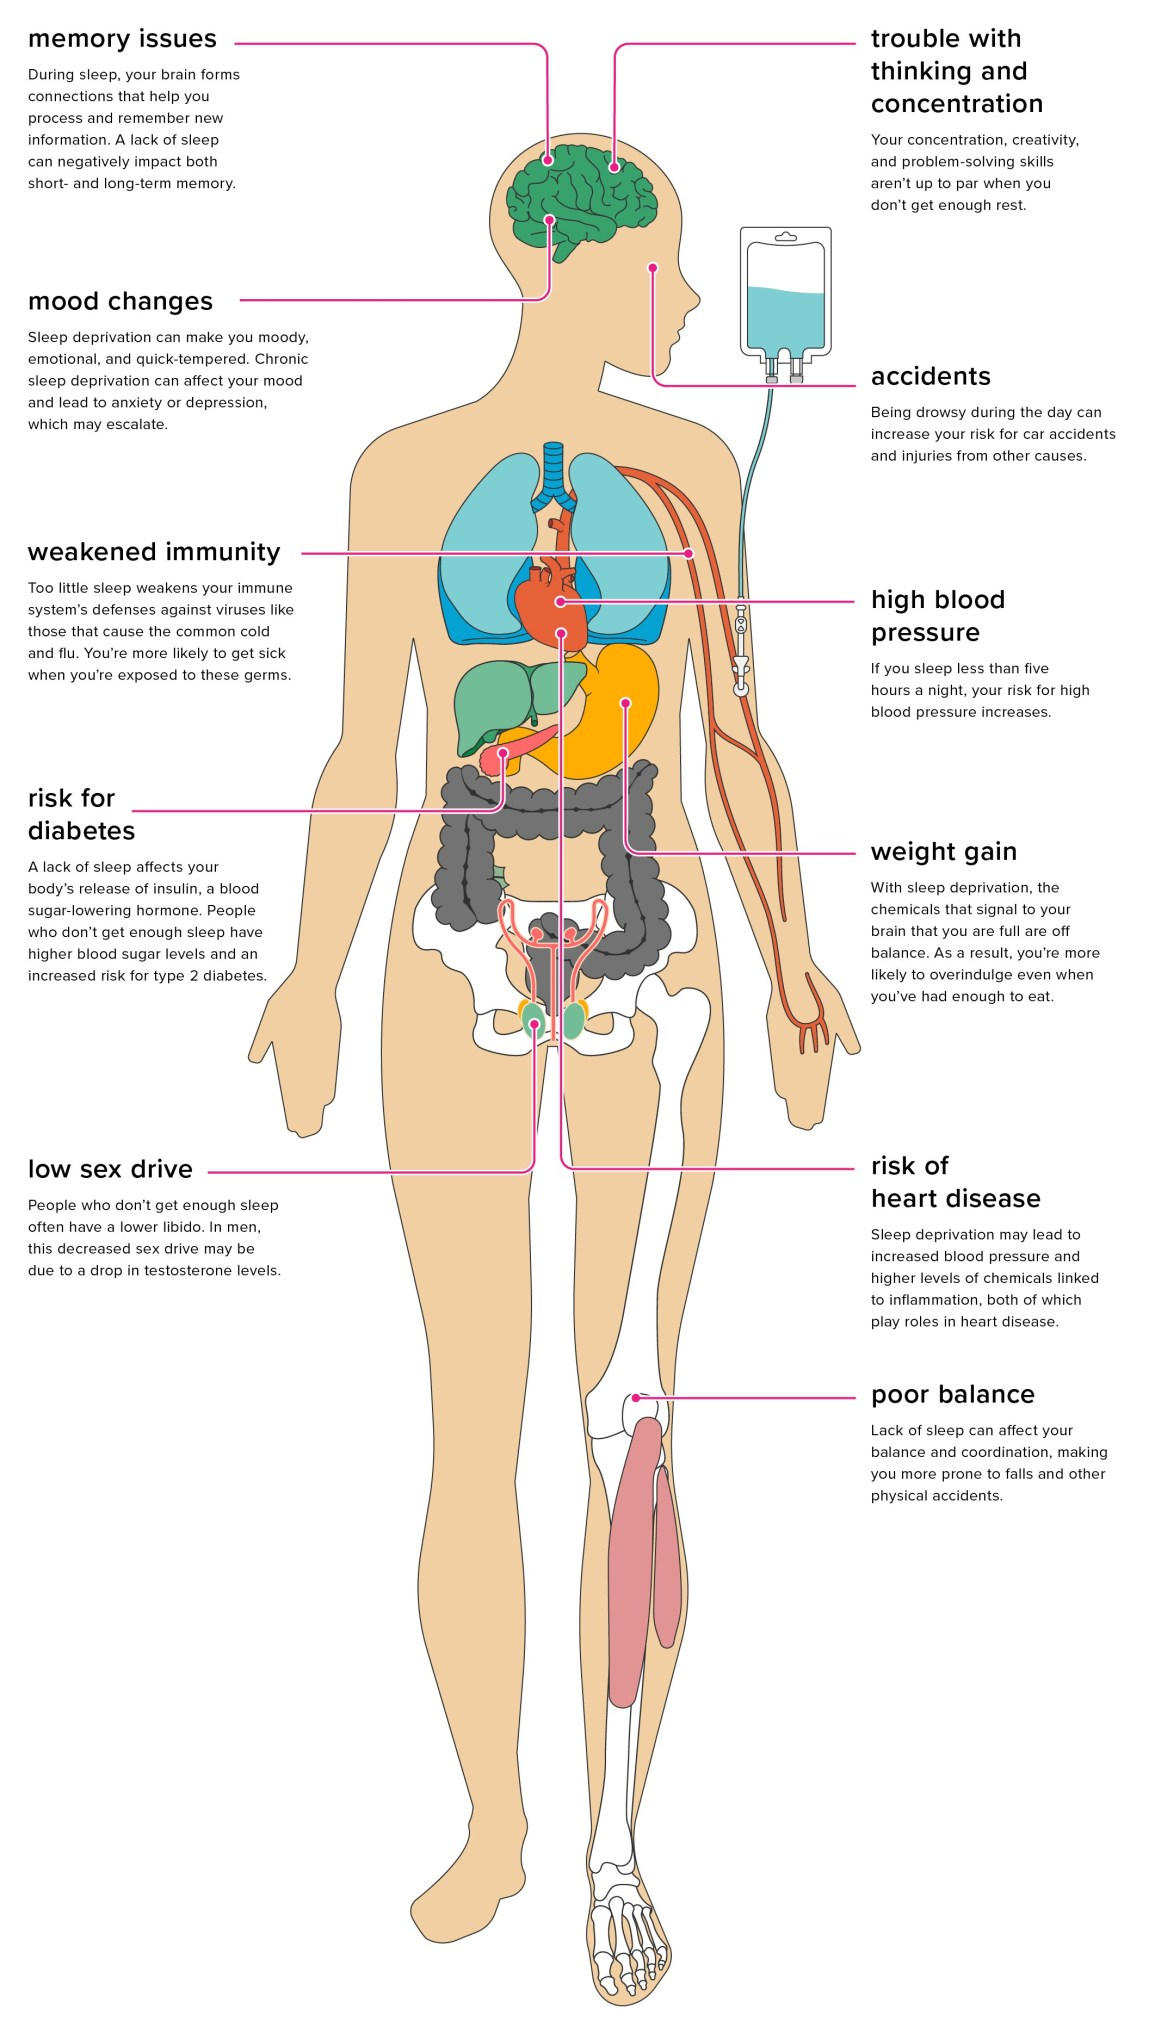 memory issues
During sleep, your brain forms
connections that help you
process and remember new
information. A lack of sleep
can negatively impact both
short- and long-term memory.
trouble with
thinking and
concentration
Your concentration, creativity,
and problem-solving skills
aren’t up to par when you
don’t get enough rest.
mood changes
Sleep deprivation can make you moody,
emotional, and quick-tempered. Chronic
sleep deprivation can affect your mood
and lead to anxiety or depression,
which may escalate.
accidents
Being drowsy during the day can
increase your risk for car accidents
and injuries from other causes.
weakened immunity
Too little sleep weakens your immune
system’s defenses against viruses like
those that cause the common cold
and flu. You’re more likely to get sick
when you’re exposed to these germs.
high blood
pressure
If you sleep less than five
hours a night, your risk for high
blood pressure increases.
risk for
diabetes
A lack of sleep affects your
body’s release of insulin, a blood
sugar-lowering hormone. People
who don’t get enough sleep have
higher blood sugar levels and an
increased risk for type 2 diabetes.
weight gain
With sleep deprivation, the
chemicals that signal to your
brain that you are full are off
balance. As a result, you’re more
likely to overindulge even when
you’ve had enough to eat.
low sex drive
People who don’t get enough sleep
often have a lower libido. In men,
this decreased sex drive may be
due to a drop in testosterone levels.
risk of
heart disease
Sleep deprivation may lead to
increased blood pressure and
higher levels of chemicals linked
to inflammation, both of which
play roles in heart disease.
poor balance
Lack of sleep can affect your
balance and coordination, making
you more prone to falls and other
physical accidents.